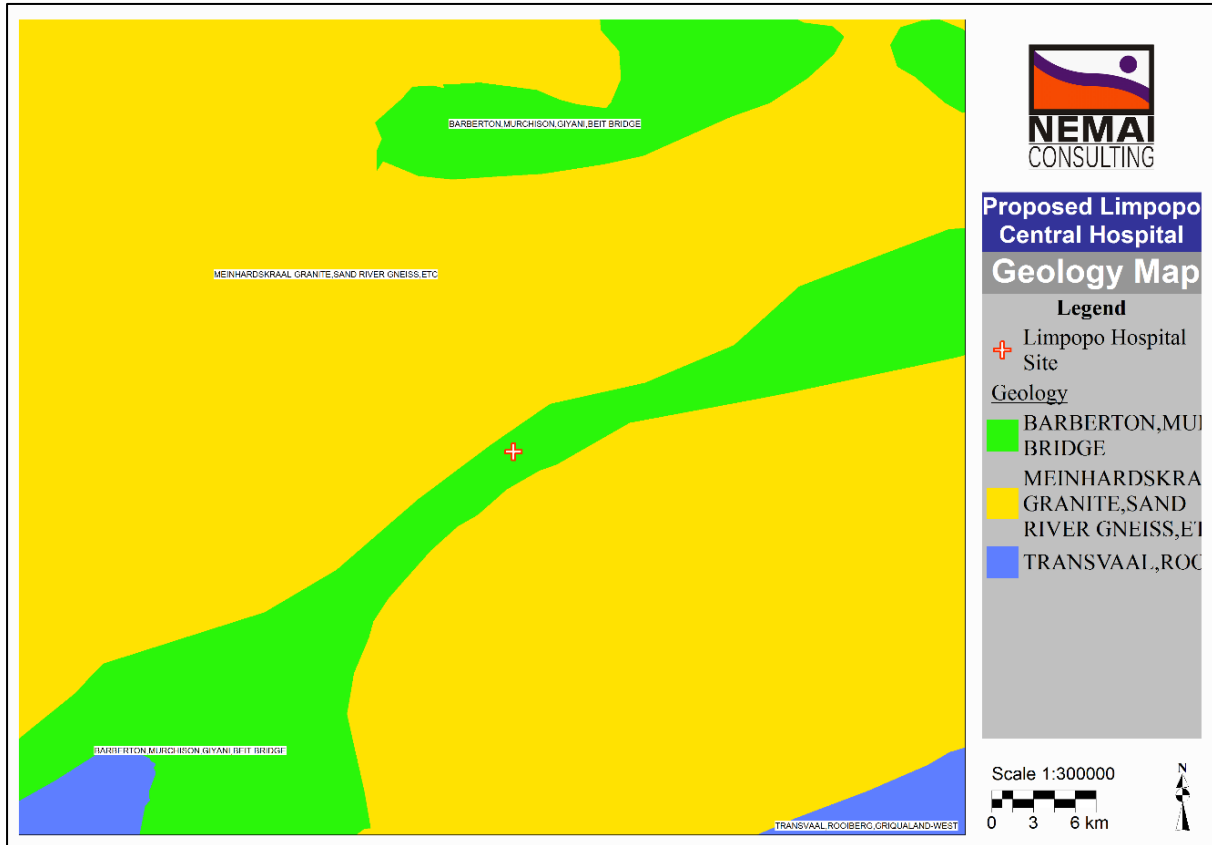 BARBERTON,MURCHISON,GIYANI,BEIT BRIDGE
MEINHARDSKRAAL GRANITE,SAND RIVER GNEISS,ETC
BARBERTON,MURCHISON,GIYANI,BEIT BRIDGE
TRANSVAAL,ROOIBERG,GRIQUALAND-WEST
NEMAI
CONSULTING
Proposed Limpopo
Central Hospital
Geology Map
Legend
Limpopo Hospital
Site
Geology
BARBERTON,MU
BRIDGE
MEINHARDSKRA
GRANITE,SAND
RIVER GNEISS,ET
TRANSVAAL,ROO
Scale 1:300000
N
0 3 6 km